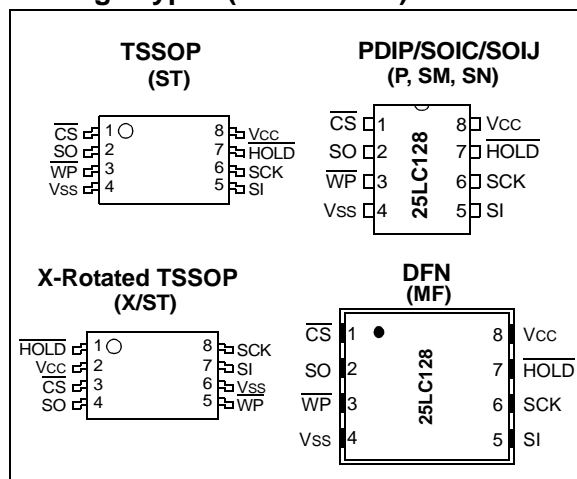 TSSOP
(ST)
CS 1 8 VCC
SO 2 7 HOLD
WP 3 6 SCK
VSS 4 5 SI
PDIP/SOIC/SOIJ
(P, SM, SN)
CS 1 8 VCC
SO 2 7 HOLD
WP 3 6 SCK
VSS 4 5 SI
25LC128
X-Rotated TSSOP
(X/ST)
HOLD 1 8 SCK
VCC 2 7 SI
CS 3 6 VSS
SO 4 5 WP
DFN
(MF)
CS 1 8 VCC
SO 2 7 HOLD
WP 3 6 SCK
VSS 4 5 SI
25LC128